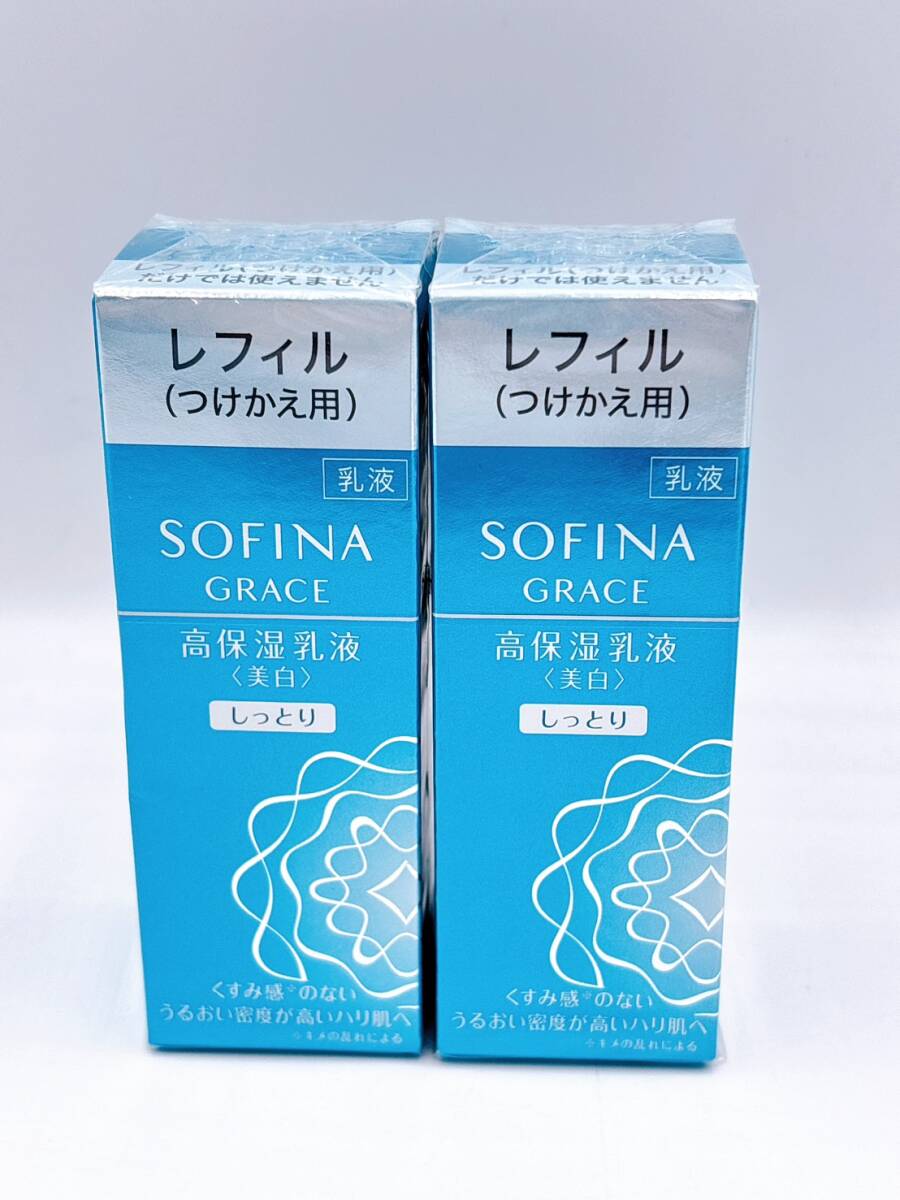 レフィル(つけかえ用)
だけでは使えません
レフィル
(つけかえ用)
乳液
SOFINA
GRACE
高保湿乳液
〈美白〉
しっとり
くすみ感※のない
うるおい密度が高いハリ肌へ
※キメの乱れによる
レフィル(つけかえ用)
だけでは使えません
レフィル
(つけかえ用)
乳液
SOFINA
GRACE
高保湿乳液
〈美白〉
しっとり
くすみ感※のない
うるおい密度が高いハリ肌へ
※キメの乱れによる